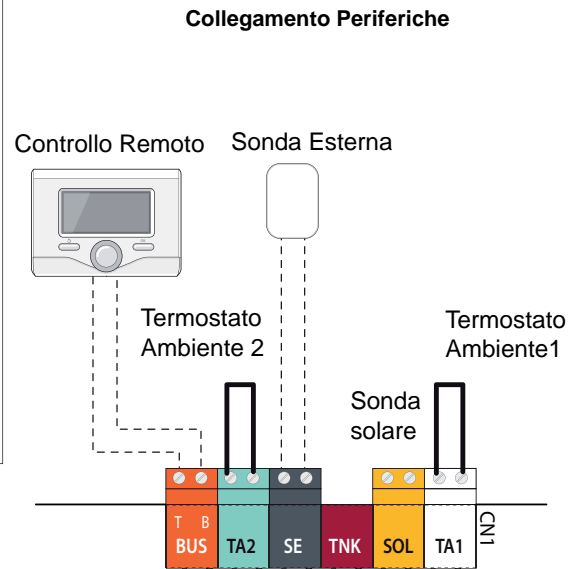 Collegamento Periferiche
Controllo Remoto
Sonda Esterna
Termostato
Ambiente 2
Termostato
Ambiente1
Sonda
solare
T B
BUS
TA2
SE
TNK
SOL
TA1
CN1